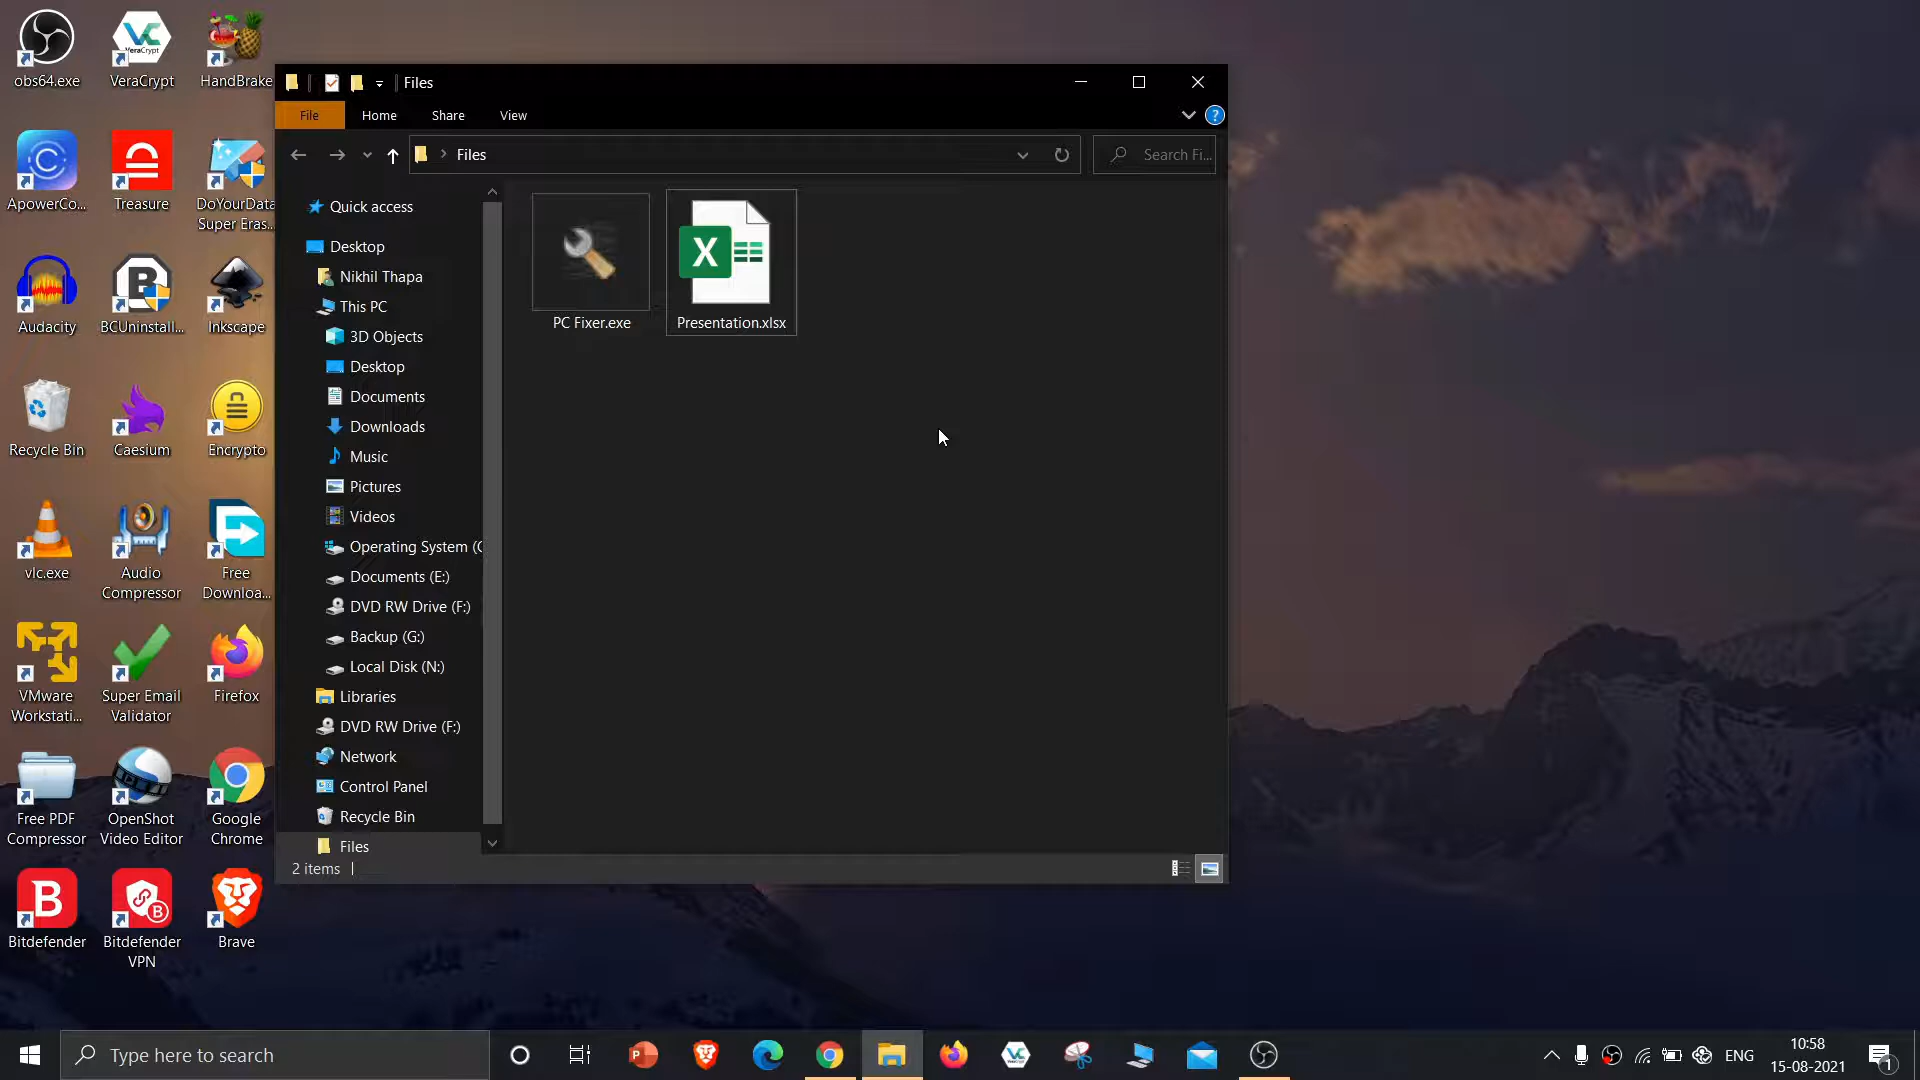 obs64.exe
VeraCrypt
HandBrake
ApowerCo...
Treasure
DoYourData
Super Eras...
Audacity
BCUninstall...
Inkscape
Recycle Bin
Caesium
Encrypto
vlc.exe
Audio
Compressor
Free
Downloa...
VMware
Workstati...
Super Email
Validator
Firefox
Free PDF
Compressor
OpenShot
Video Editor
Google
Chrome
Bitdefender
Bitdefender
VPN
Brave
Files
File
Home
Share
View
Files
Search Fi...
Quick access
Desktop
Nikhil Thapa
This PC
3D Objects
Desktop
Documents
Downloads
Music
Pictures
Videos
Operating System (C
Documents (E:)
DVD RW Drive (F:)
Backup (G:)
Local Disk (N:)
Libraries
DVD RW Drive (F:)
Network
Control Panel
Recycle Bin
Files
PC Fixer.exe
Presentation.xlsx
2 items
Type here to search
ENG
10:58
15-08-2021
1